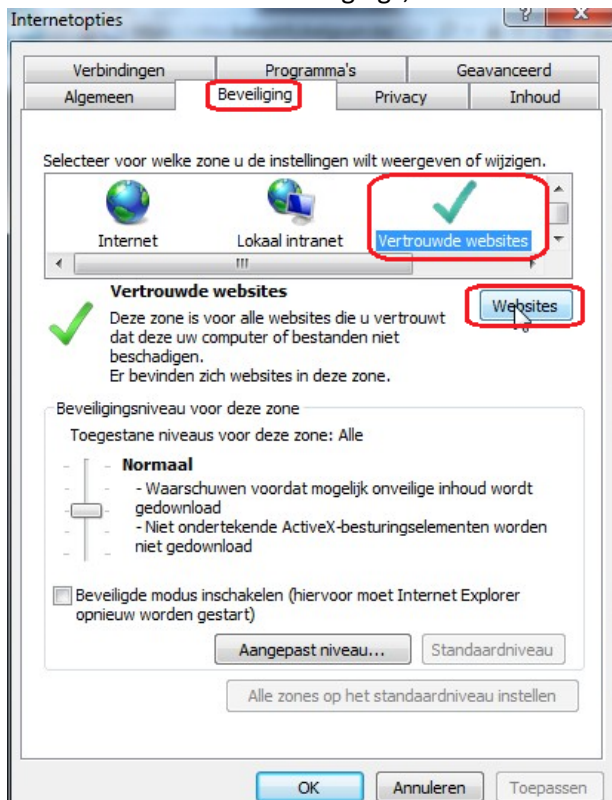 Internetopties
Verbindingen Programma's Geavanceerd
Algemeen Beveiliging Privacy Inhoud
Selecteer voor welke zone u de instellingen wilt weergeven of wijzigen.
Internet Lokaal intranet Vertrouwde websites
Vertrouwde websites
Websites
Deze zone is voor alle websites die u vertrouwt
dat deze uw computer of bestanden niet
beschadigen.
Er bevinden zich websites in deze zone.
Beveiligingsniveau voor deze zone
Toegestane niveaus voor deze zone: Alle
Normaal
- Waarschuwen voordat mogelijk onveilige inhoud wordt
gedownload
- Niet ondertekende ActiveX-besturingselementen worden
niet gedownload
Beveiligde modus inschakelen (hiervoor moet Internet Explorer
opnieuw worden gestart)
Aangepast niveau... Standaardniveau
Alle zones op het standaardniveau instellen
OK Annuleren Toepassen